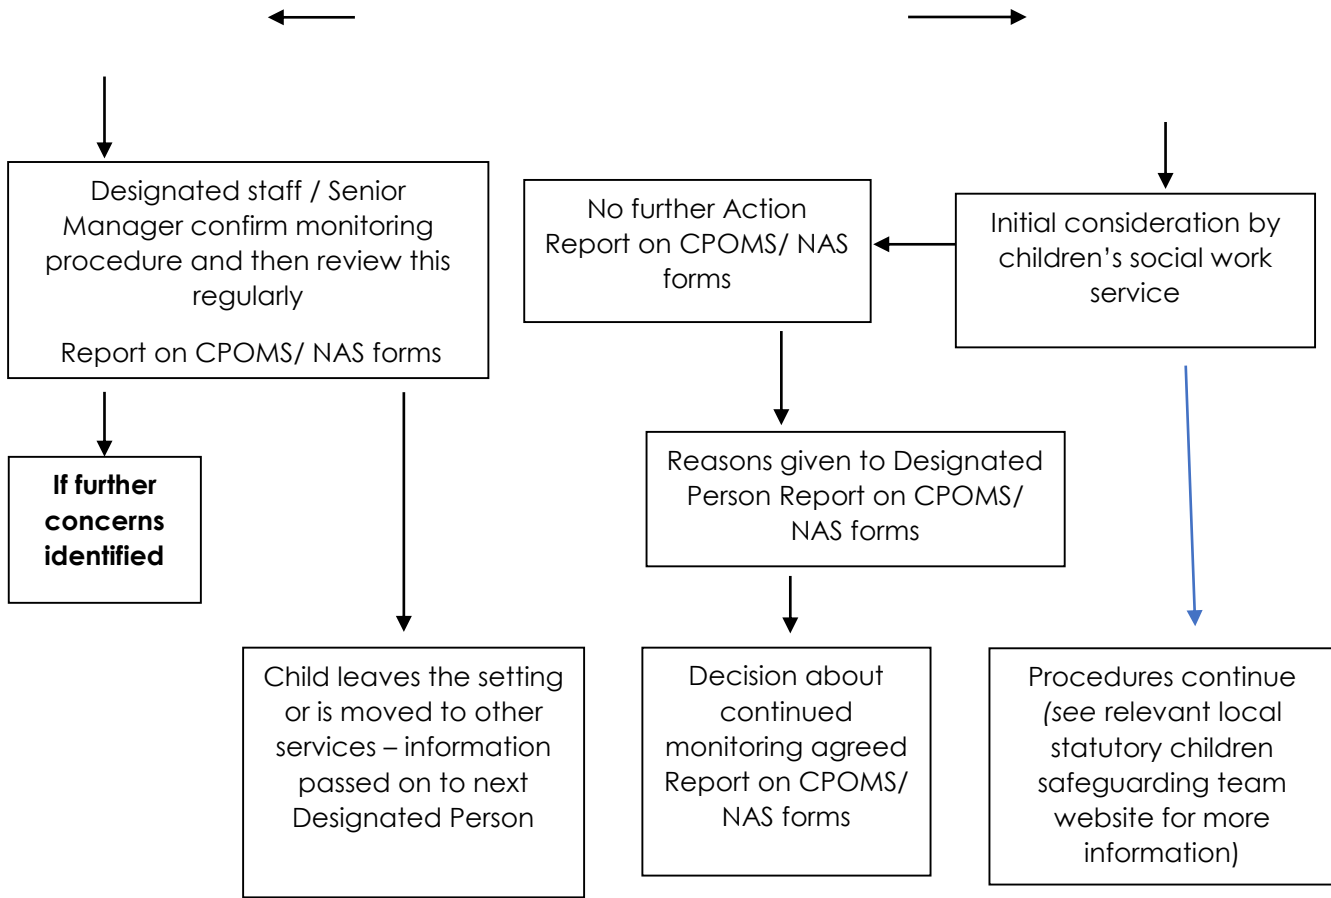 Designated staff / Senior
Manager confirm monitoring
procedure and then review this
regularly
Report on CPOMS/ NAS forms
No further Action
Report on CPOMS/ NAS
forms
Initial consideration by
children’s social work
service
If further
concerns
identified
Reasons given to Designated
Person Report on CPOMS/
NAS forms
Child leaves the setting
or is moved to other
services – information
passed on to next
Designated Person
Decision about
continued
monitoring agreed
Report on CPOMS/
NAS forms
Procedures continue
(see relevant local
statutory children
safeguarding team
website for more
information)